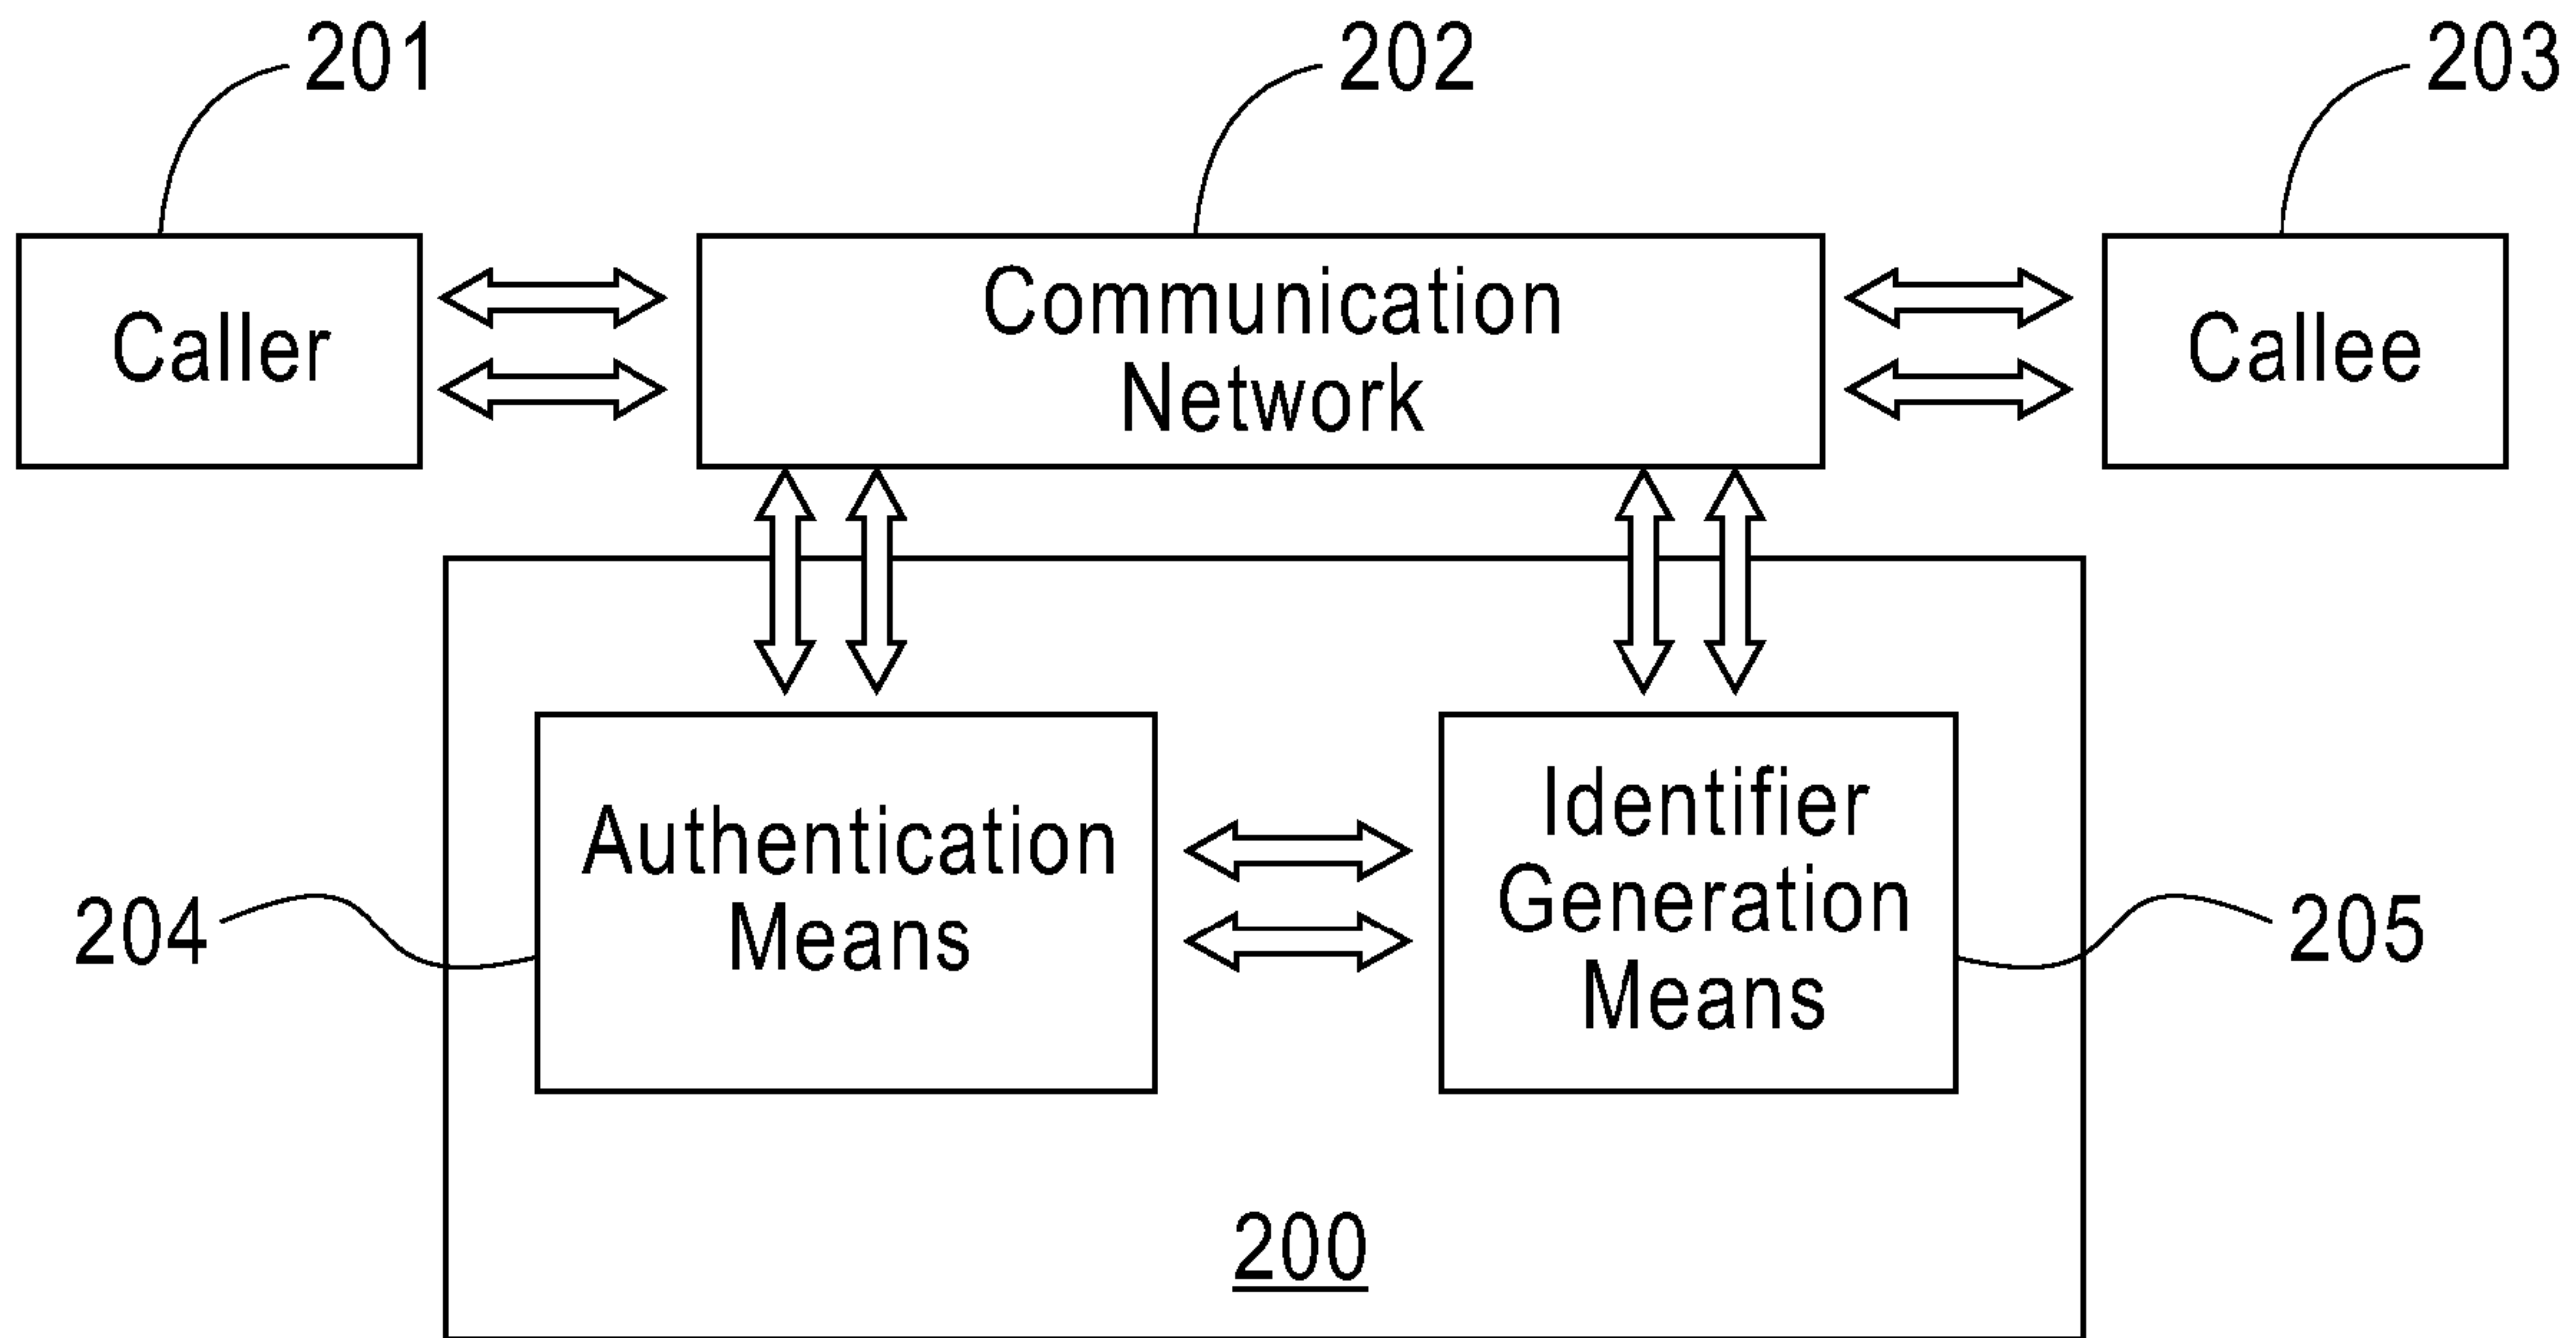 201
202
203
Caller
Communication
Network
Callee
Authentication
Means
Identifier
Generation
Means
204
205
200